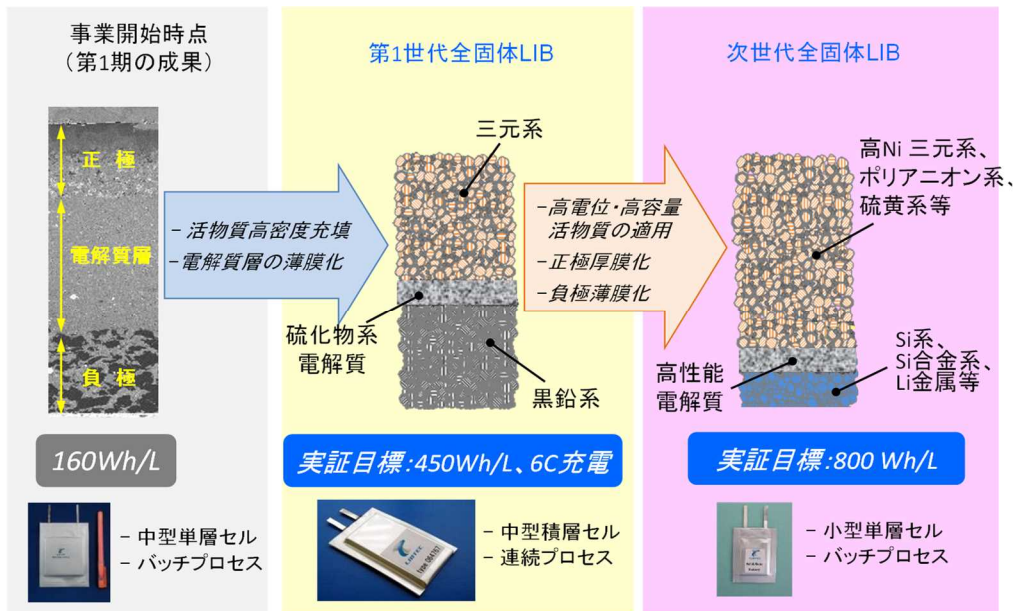 事業開始時点
（第1期の成果）
正 極
電解質層
負 極
160Wh/L
– 中型単層セル
– バッチプロセス
– 活物質高密度充填
– 電解質層の薄膜化
第1世代全固体LIB
三元系
硫化物系
電解質
黒鉛系
実証目標：450Wh/L、6C充電
– 中型積層セル
– 連続プロセス
– 高電位・高容量
活物質の適用
– 正極厚膜化
– 負極薄膜化
次世代全固体LIB
高Ni 三元系、
ポリアニオン系、
硫黄系等
高性能
電解質
Si系、
Si合金系、
Li金属等
実証目標：800 Wh/L
– 小型単層セル
– バッチプロセス